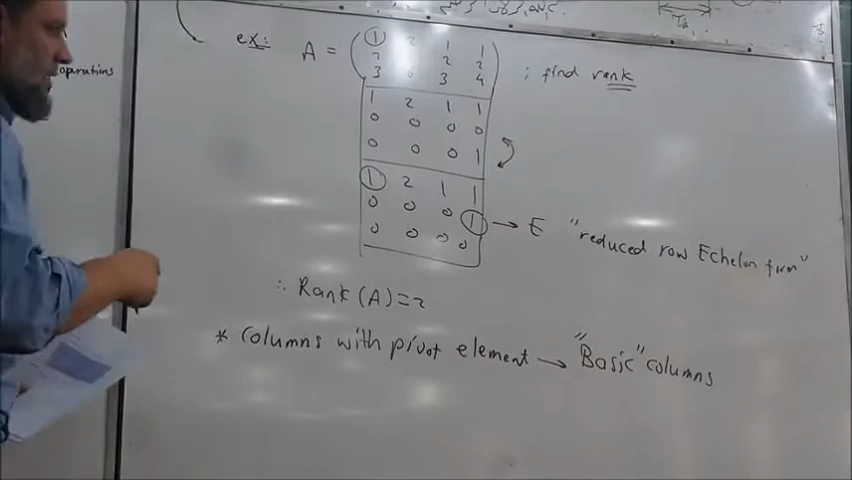 operations
ex: A = 1 2 1 1 ; find rank
2 2 2
3 6 3 4
1 2 1 1
0 0 0 0
0 0 0 1
1 2 1 1
0 0 0 1 → E "reduced row Echelon form"
0 0 0 0
∴ Rank (A) = 2
* Columns with pivot element → "Basic" columns